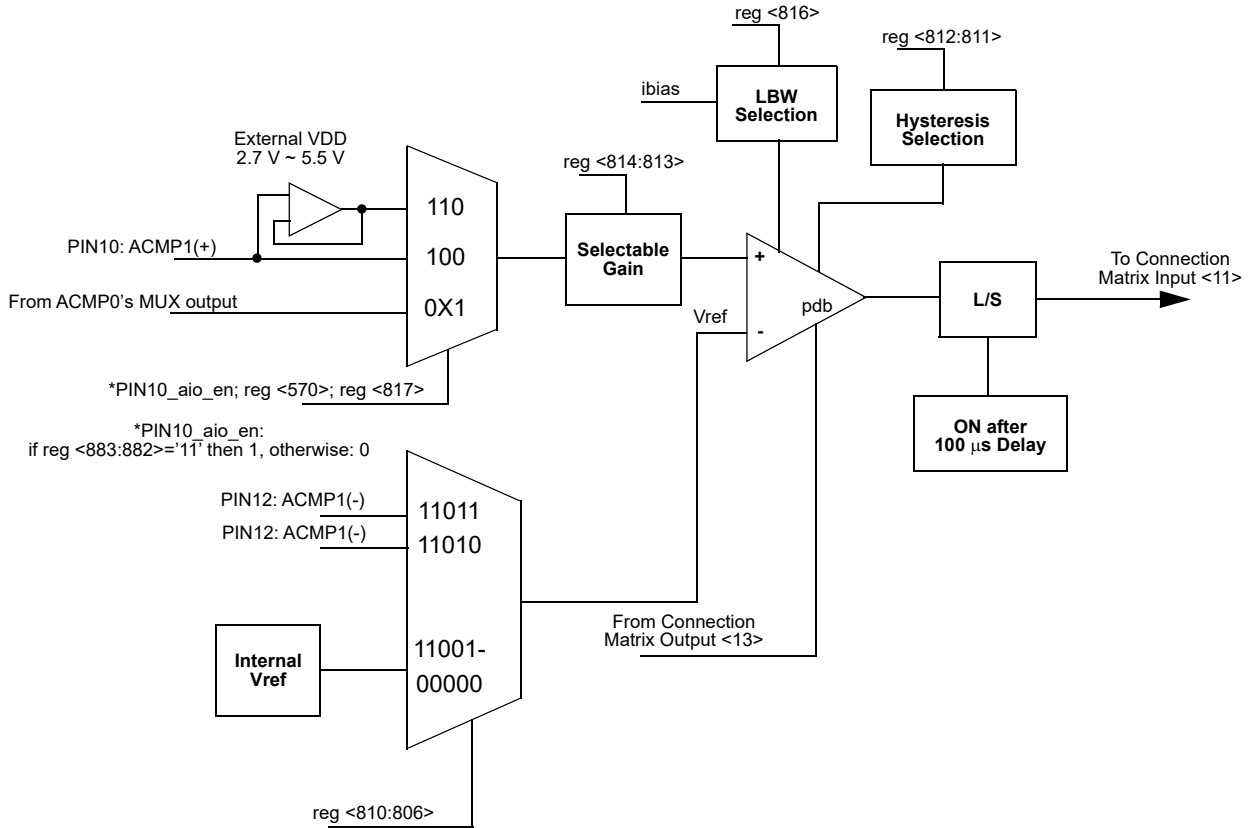 reg <816>
reg <812:811>
ibias
LBW
Selection
Hysteresis
Selection
External VDD
2.7 V ~ 5.5 V
reg <814:813>
110
PIN10: ACMP1(+)
100
Selectable
Gain
+
To Connection
Matrix Input <11>
From ACMP0's MUX output
0X1
Vref
pdb
-
L/S
*PIN10_aio_en; reg <570>; reg <817>
*PIN10_aio_en:
if reg <883:882>='11' then 1, otherwise: 0
ON after
100 μs Delay
PIN12: ACMP1(-)
11011
PIN12: ACMP1(-)
11010
From Connection
Matrix Output <13>
Internal
Vref
11001-
00000
reg <810:806>